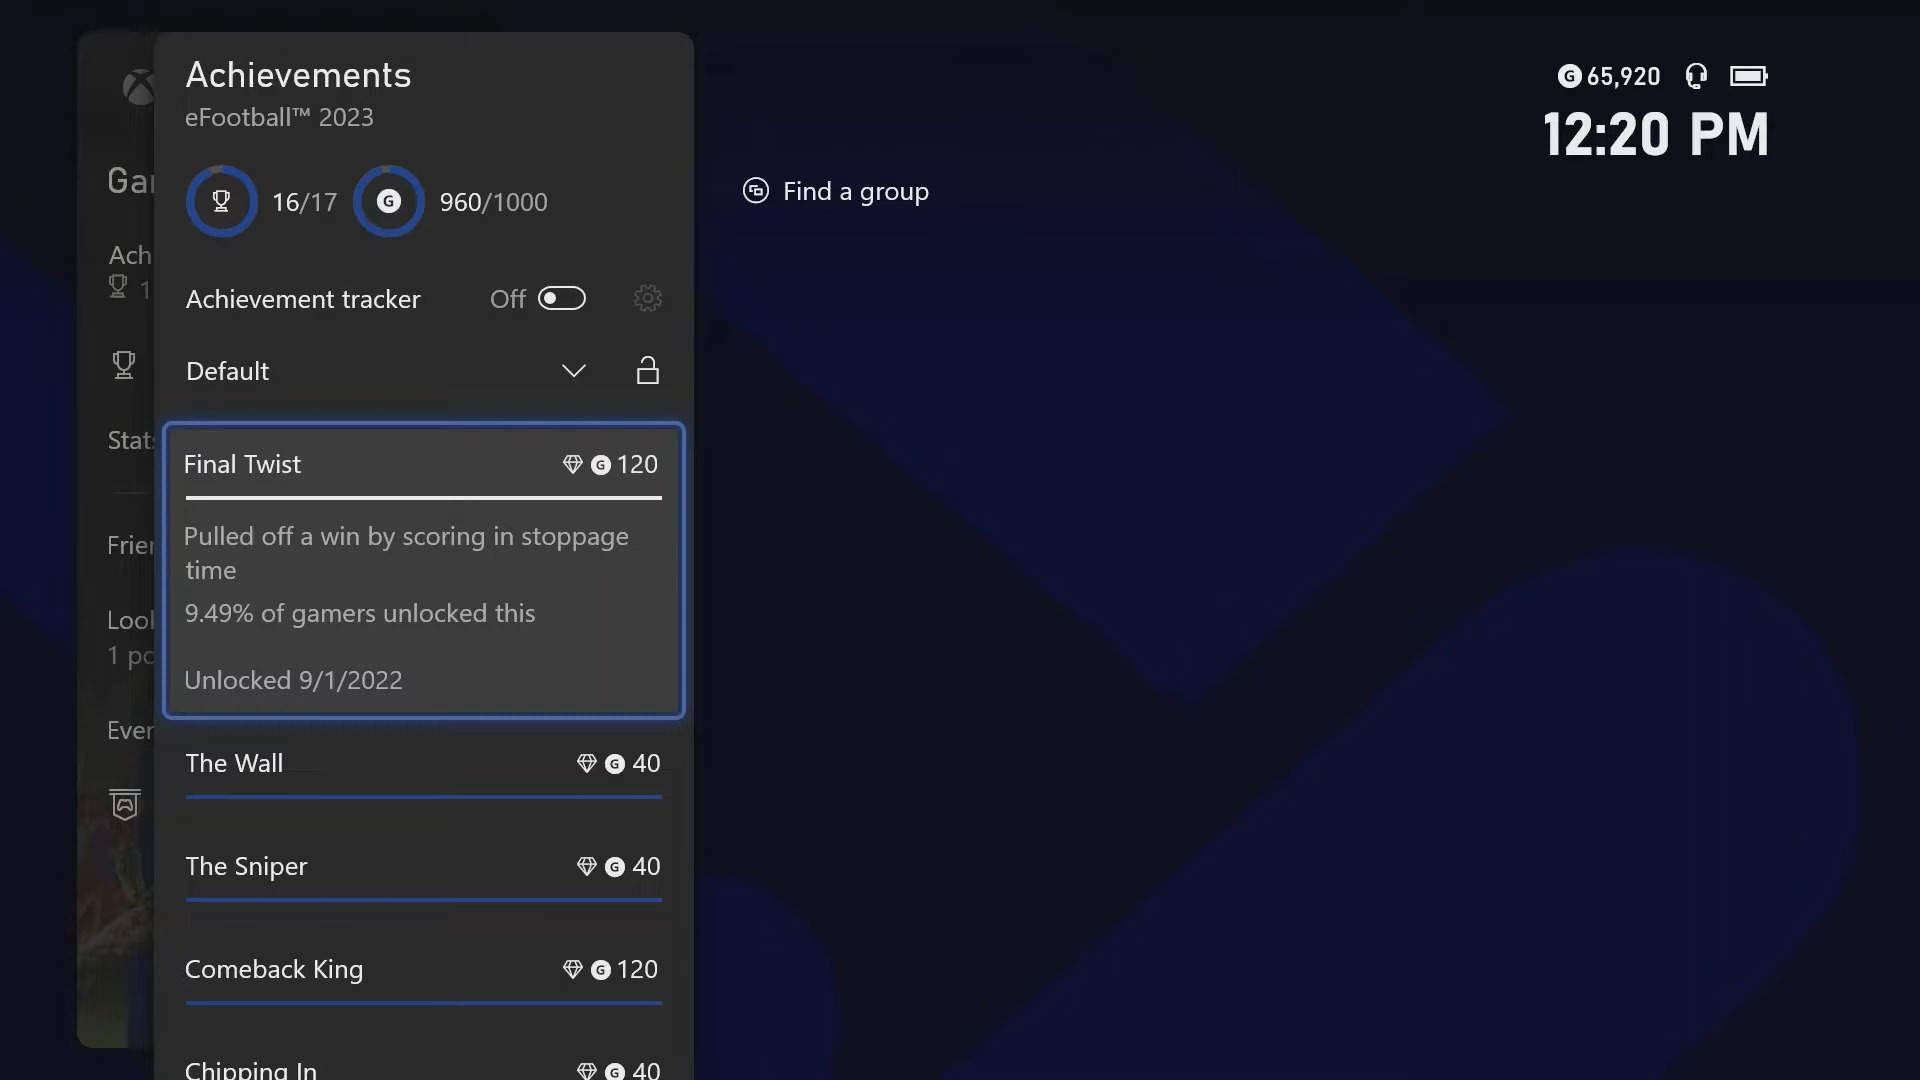 Achievements
eFootball™ 2023
16/17
G
960/1000
Achievement tracker
Off
Default
Final Twist
G 120
Pulled off a win by scoring in stoppage
time
9.49% of gamers unlocked this
Unlocked 9/1/2022
The Wall
G 40
The Sniper
G 40
Comeback King
G 120
Chipping In
G 40
Find a group
G 65,920
12:20 PM